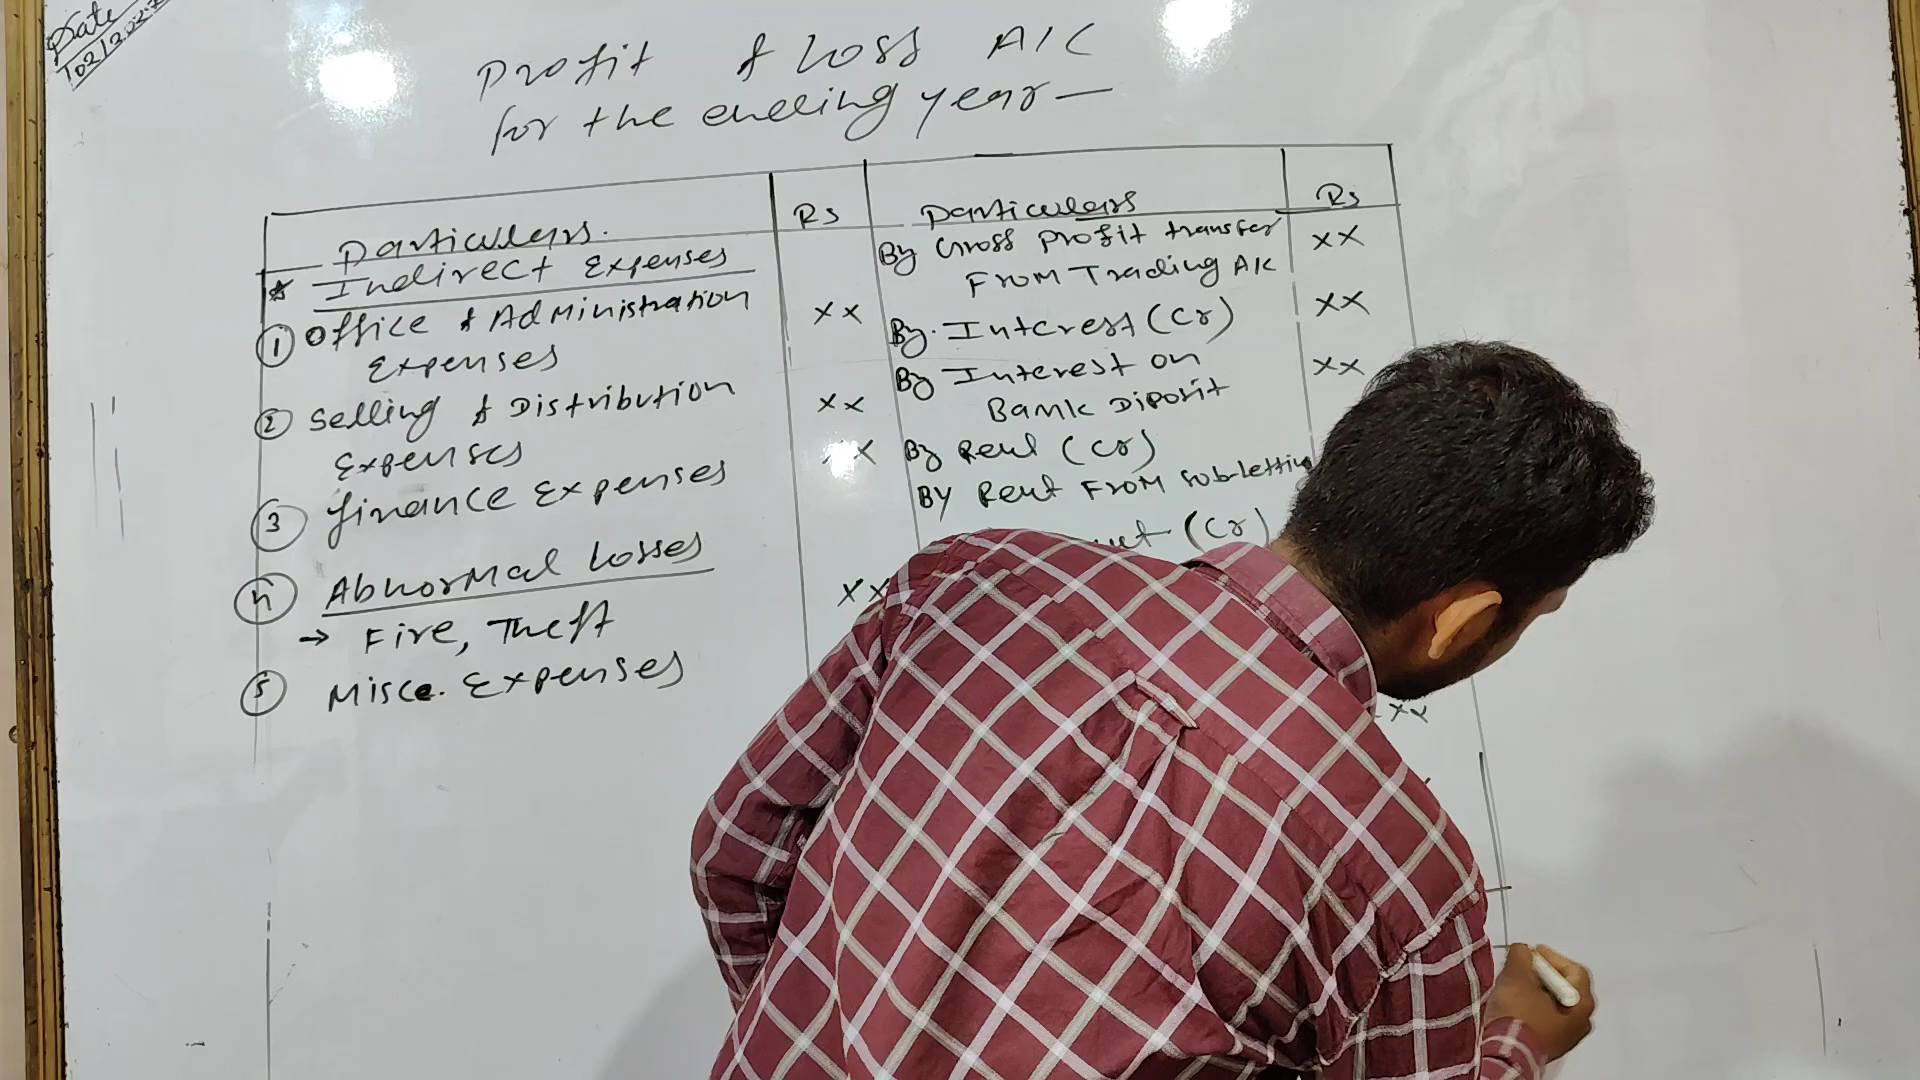 Date
Profit & Loss A/C
for the ending year —
Particulars.
Rs
Particulars
Rs
* Indirect Expenses
① Office & Administration
Expenses
xx
② Selling & Distribution
Expenses
xx
③ finance Expenses
④ Abnormal Losses
→ Fire, Theft
xx
⑤ Misce. Expenses
By Gross Profit transfer
From Trading A/C
xx
By. Interest (Cr)
xx
By Interest on
Bank Diposit
xx
By Rent (Cr)
By Rent From Sub-letting
(Cr)
xx